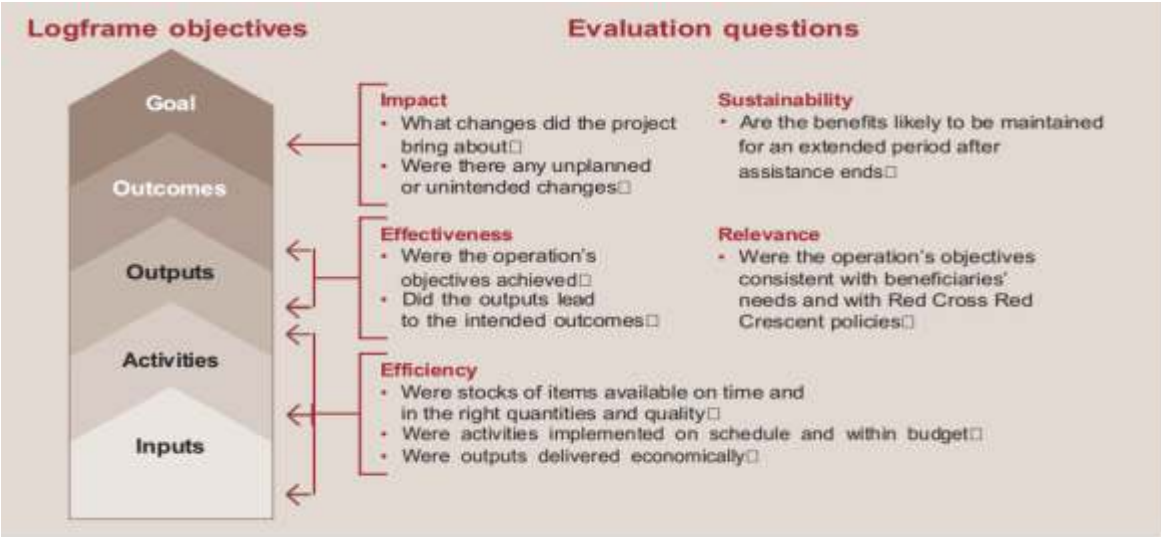 Logframe objectives
Evaluation questions
Goal
Outcomes
Outputs
Activities
Inputs
Impact
• What changes did the project
bring about□
• Were there any unplanned
or unintended changes□
Sustainability
• Are the benefits likely to be maintained
for an extended period after
assistance ends□
Effectiveness
• Were the operation's
objectives achieved□
• Did the outputs lead
to the intended outcomes□
Relevance
• Were the operation's objectives
consistent with beneficiaries'
needs and with Red Cross Red
Crescent policies□
Efficiency
• Were stocks of items available on time and
in the right quantities and quality□
• Were activities implemented on schedule and within budget□
• Were outputs delivered economically□